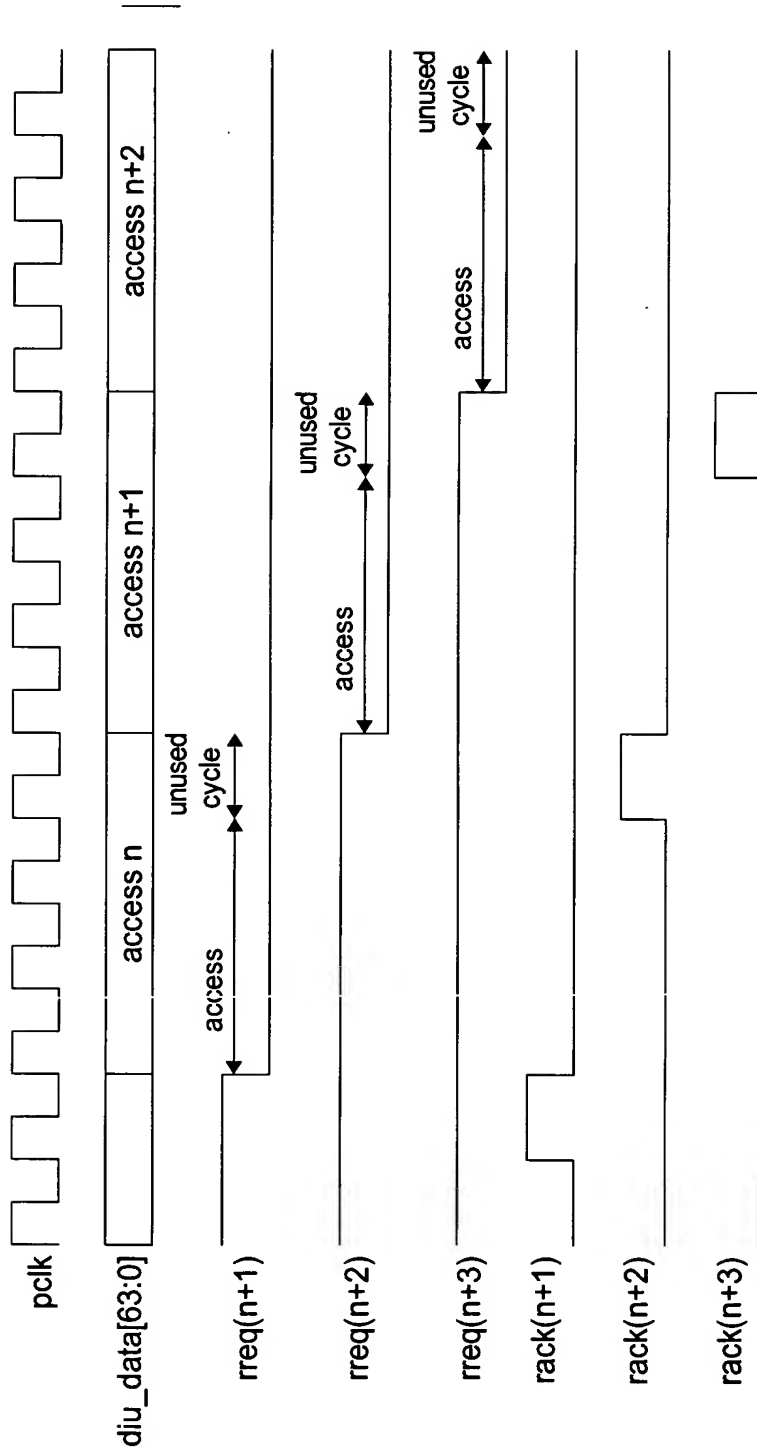 pclk
diu_data[63:0]
access n
access n+1
access n+2
rreq(n+1)
access
unused
cycle
rreq(n+2)
access
unused
cycle
rreq(n+3)
access
unused
cycle
rack(n+1)
rack(n+2)
rack(n+3)